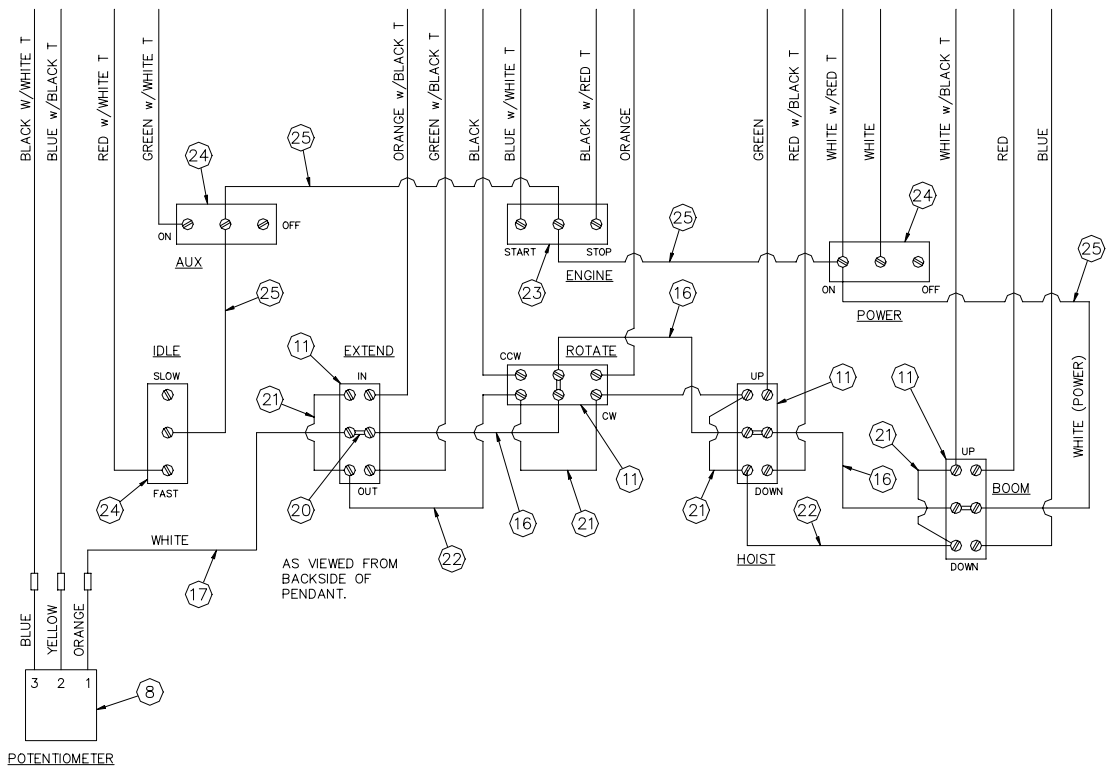 BLACK w/WHITE T
BLUE w/BLACK T
RED w/WHITE T
GREEN w/WHITE T
ORANGE w/BLACK T
GREEN w/BLACK T
BLACK
BLUE w/WHITE T
BLACK w/RED T
ORANGE
GREEN
RED w/BLACK T
WHITE w/RED T
WHITE
WHITE w/BLACK T
RED
BLUE
25
24
ON
OFF
AUX
START
STOP
ENGINE
23
25
24
25
ON
OFF
POWER
25
16
IDLE
SLOW
FAST
24
11
EXTEND
IN
OUT
21
20
CCW
ROTATE
CW
11
16
21
22
UP
11
DOWN
21
HOIST
11
21
UP
BOOM
16
22
DOWN
WHITE (POWER)
WHITE
17
AS VIEWED FROM
BACKSIDE OF
PENDANT.
BLUE
YELLOW
ORANGE
3 2 1
8
POTENTIOMETER